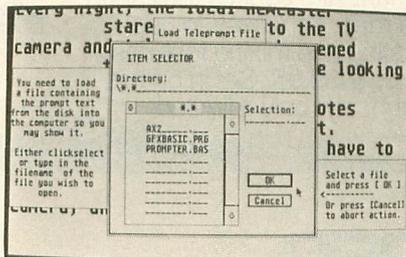 Every night, the local newscaster
stare
Load Teleprompt File
to the TV
camera and
ened
e looking
otes
t.
have to
camera, an
You need to load
a file containing
the prompt text
from the disk into
the computer so you
may show it.
Either clickselect
or type in the
filename of the
file you wish to
open.
ITEM SELECTOR
Directory:
\*.*
*.*
Selection:
AX2
GFXBASIC.PRG
PROMPTER.BAS
OK
Cancel
Select a file
and press [ OK ]
<----------
Or press [Cancel]
to abort action.